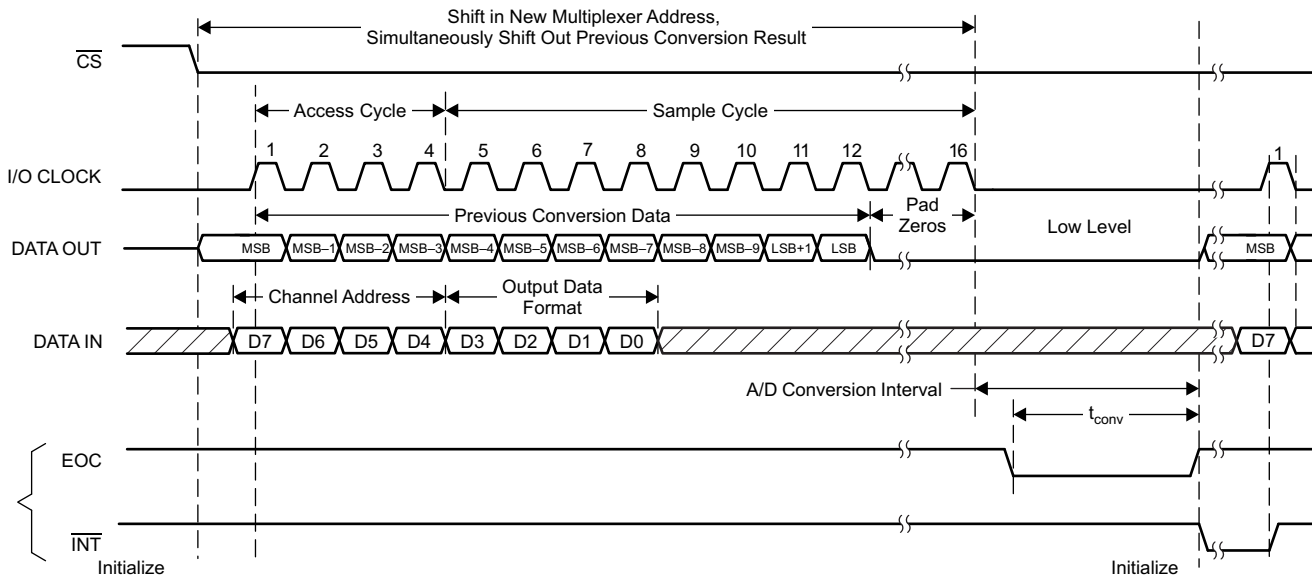 Shift in New Multiplexer Address,
Simultaneously Shift Out Previous Conversion Result
CS
Access Cycle
Sample Cycle
1 2 3 4 5 6 7 8 9 10 11 12 16 1
I/O CLOCK
Previous Conversion Data
Pad
Zeros
Low Level
DATA OUT
MSB MSB–1 MSB–2 MSB–3 MSB–4 MSB–5 MSB–6 MSB–7 MSB–8 MSB–9 LSB+1 LSB MSB
Channel Address
Output Data
Format
DATA IN
D7 D6 D5 D4 D3 D2 D1 D0 D7
A/D Conversion Interval
tconv
EOC
INT
Initialize
Initialize